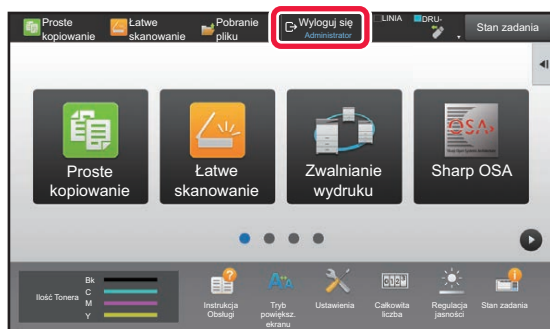 Proste kopiowanie
Łatwe skanowanie
Pobranie pliku
Wyloguj się
Administrator
LINIA
DRU-
Stan zadania
Proste kopiowanie
Łatwe skanowanie
Zwalnianie wydruku
Sharp OSA
Ilość Tonera
Bk
C
M
Y
Instrukcja Obsługi
Tryb powiększ. ekranu
Ustawienia
Całkowita liczba
Regulacja jasności
Stan zadania